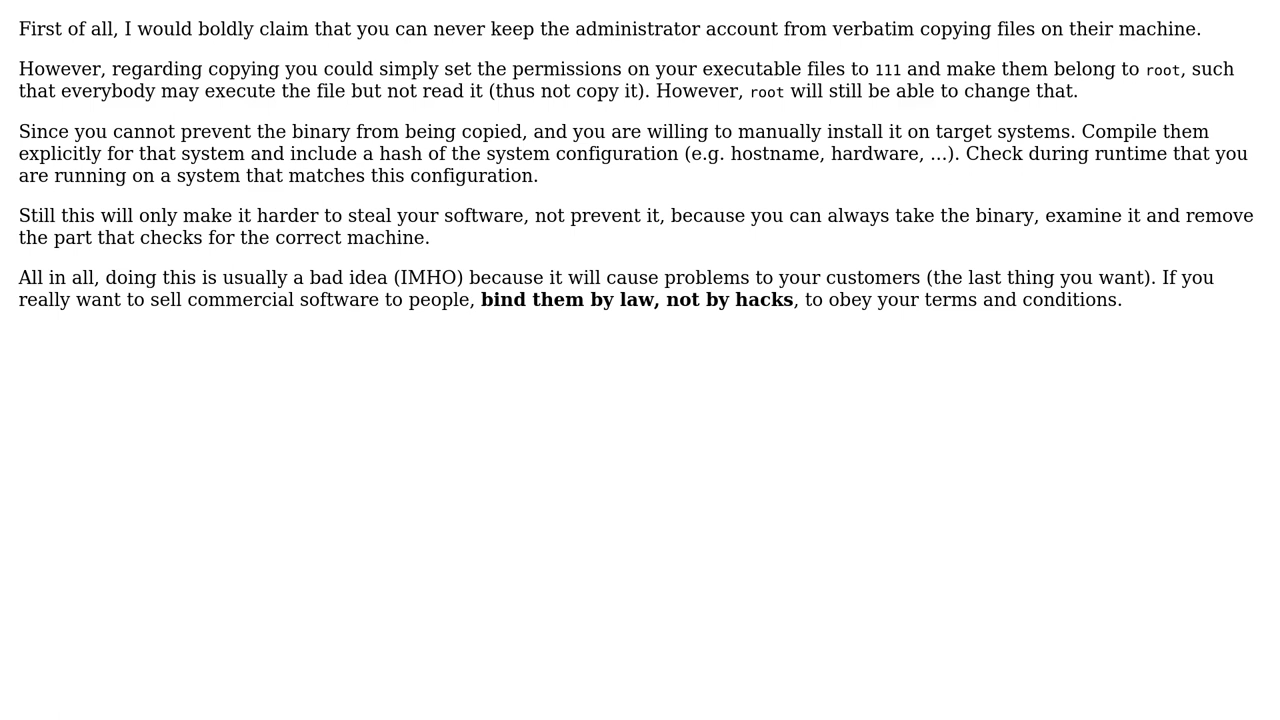 First of all, I would boldly claim that you can never keep the administrator account from verbatim copying files on their machine.
However, regarding copying you could simply set the permissions on your executable files to 111 and make them belong to root, such
that everybody may execute the file but not read it (thus not copy it). However, root will still be able to change that.
Since you cannot prevent the binary from being copied, and you are willing to manually install it on target systems. Compile them
explicitly for that system and include a hash of the system configuration (e.g. hostname, hardware, ...). Check during runtime that you
are running on a system that matches this configuration.
Still this will only make it harder to steal your software, not prevent it, because you can always take the binary, examine it and remove
the part that checks for the correct machine.
All in all, doing this is usually a bad idea (IMHO) because it will cause problems to your customers (the last thing you want). If you
really want to sell commercial software to people, bind them by law, not by hacks, to obey your terms and conditions.